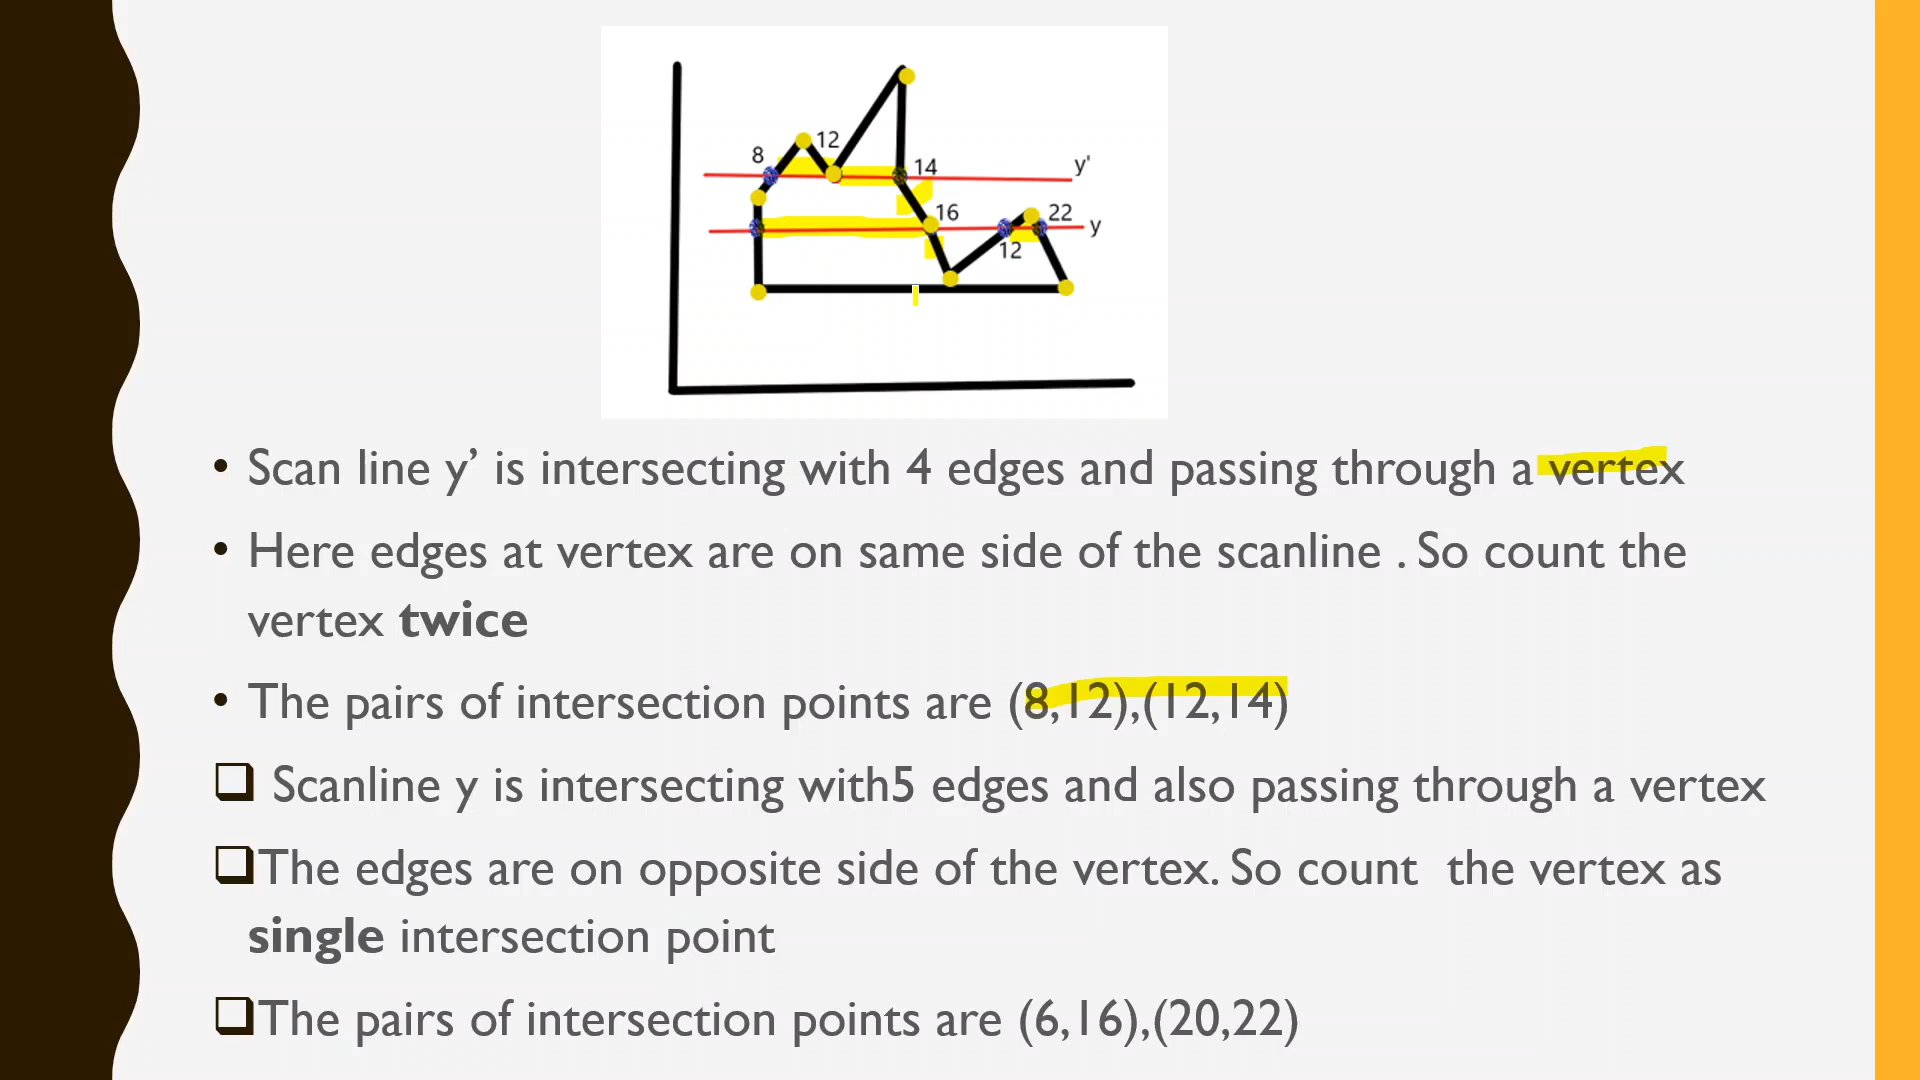 12
8
14
y'
16
22
y
12
• Scan line y’ is intersecting with 4 edges and passing through a vertex
• Here edges at vertex are on same side of the scanline . So count the
vertex twice
• The pairs of intersection points are (8,12),(12,14)
❑ Scanline y is intersecting with5 edges and also passing through a vertex
❑The edges are on opposite side of the vertex. So count the vertex as
single intersection point
❑The pairs of intersection points are (6,16),(20,22)